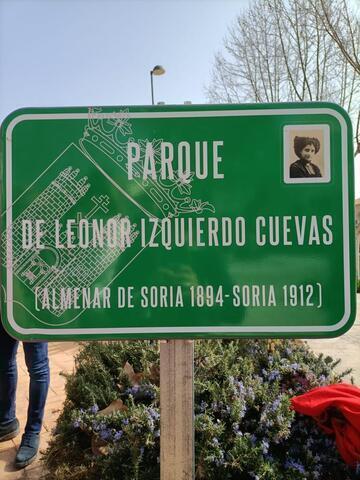 PARQUE
DE LEONOR IZQUIERDO CUEVAS
(ALMENAR DE SORIA 1894-SORIA 1912)